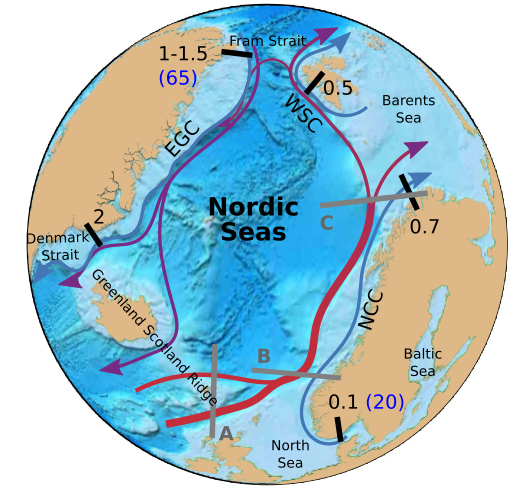 Fram Strait
1-1.5
(65)
0.5
Barents
Sea
WSC
EGC
Nordic
Seas
C
0.7
2
Denmark
Strait
Greenland Scotland Ridge
NCC
B
Baltic
Sea
0.1 (20)
A
North
Sea